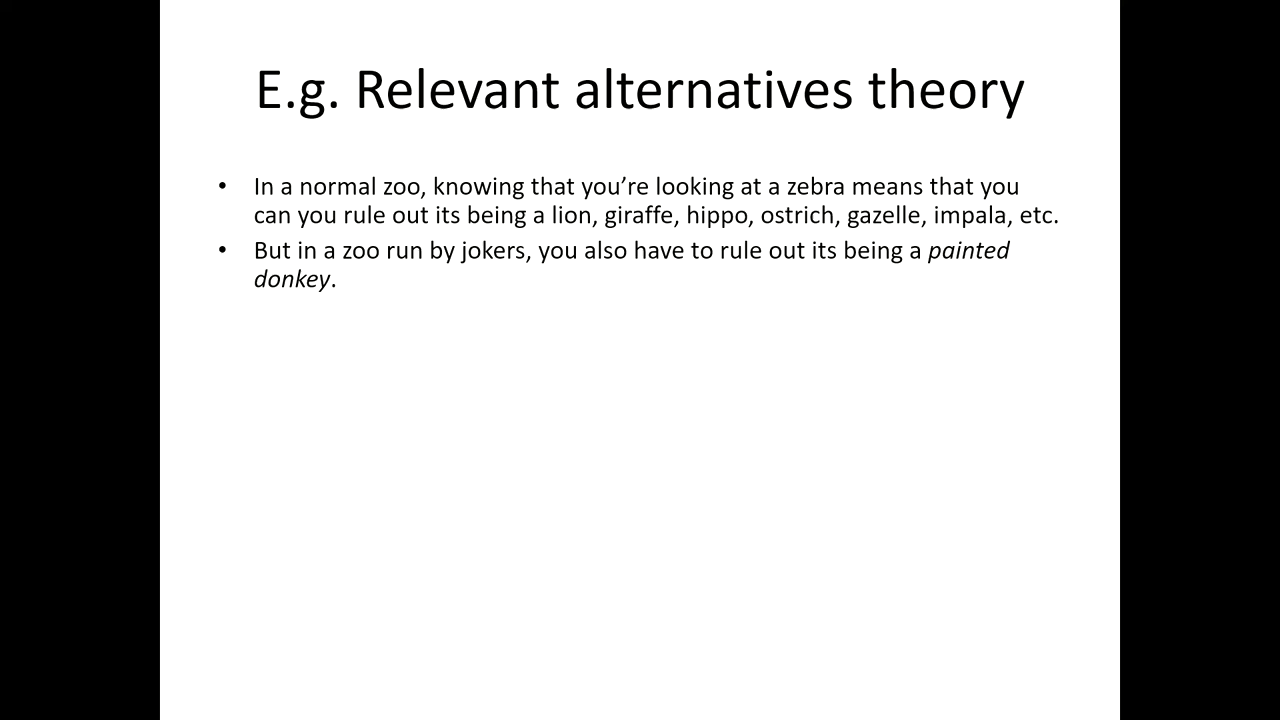 E.g. Relevant alternatives theory
• In a normal zoo, knowing that you’re looking at a zebra means that you
can you rule out its being a lion, giraffe, hippo, ostrich, gazelle, impala, etc.
• But in a zoo run by jokers, you also have to rule out its being a painted
donkey.